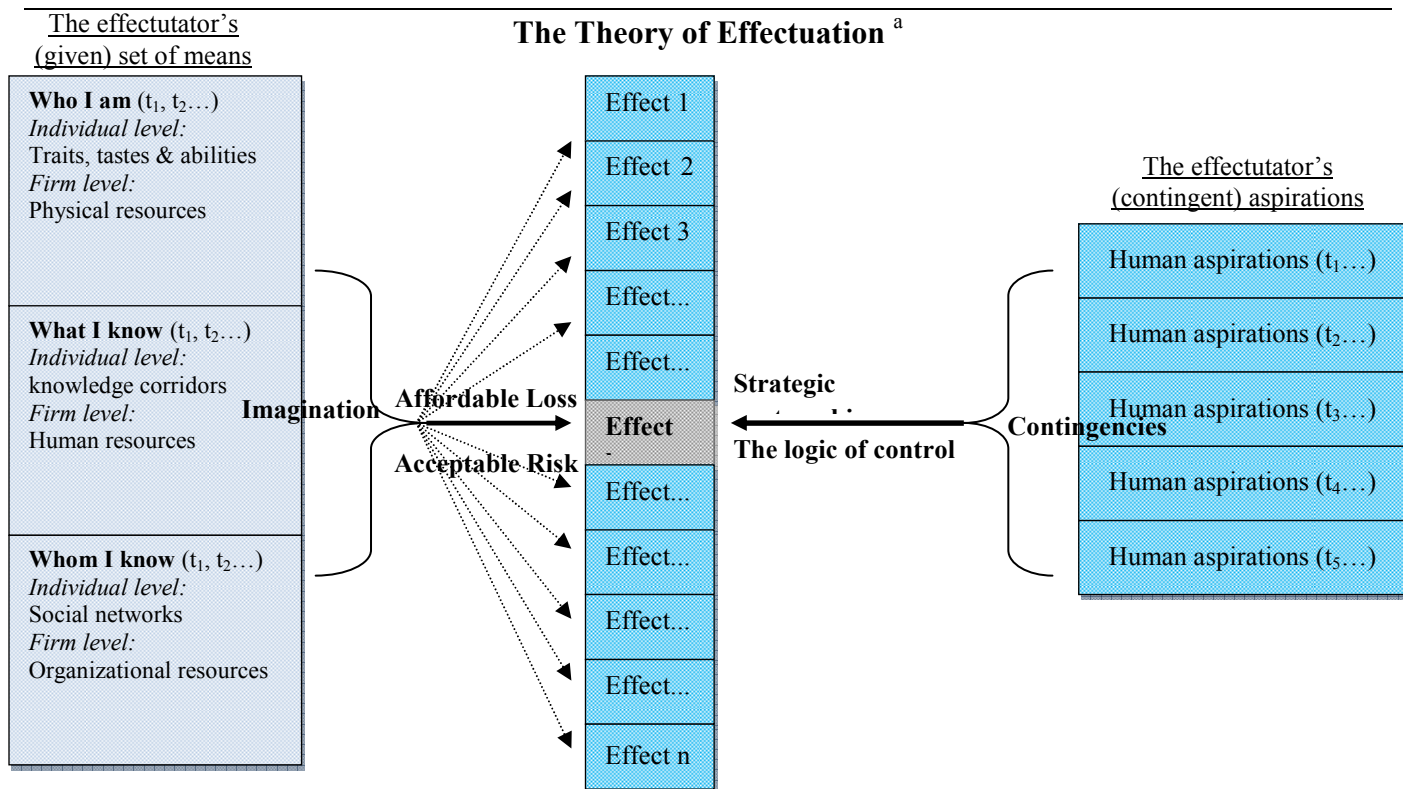 The Theory of Effectuation ᵃ
The effectutator's
(given) set of means
Who I am (t₁, t₂…)
Individual level:
Traits, tastes & abilities
Firm level:
Physical resources
What I know (t₁, t₂…)
Individual level:
knowledge corridors
Firm level:
Human resources
Whom I know (t₁, t₂…)
Individual level:
Social networks
Firm level:
Organizational resources
Imagination
Affordable Loss
Acceptable Risk
Effect 1
Effect 2
Effect 3
Effect...
Effect...
Effect
-
Effect...
Effect...
Effect...
Effect...
Effect n
Strategic
The logic of control
Contingencies
The effectutator's
(contingent) aspirations
Human aspirations (t₁…)
Human aspirations (t₂…)
Human aspirations (t₃…)
Human aspirations (t₄…)
Human aspirations (t₅…)